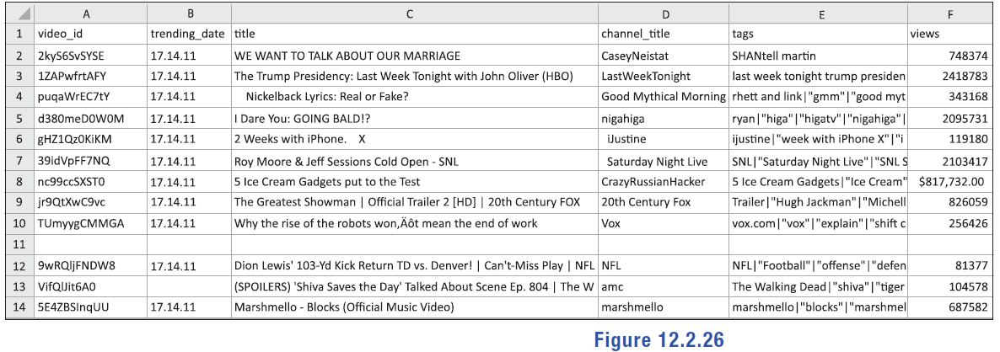 A B C D E F
1 video_id trending_date title channel_title tags views
2 2kyS6SvSYSE 17.14.11 WE WANT TO TALK ABOUT OUR MARRIAGE CaseyNeistat SHANtell martin 748374
3 1ZAPwfrtAFY 17.14.11 The Trump Presidency: Last Week Tonight with John Oliver (HBO) LastWeekTonight last week tonight trump presiden 2418783
4 puqaWrEC7tY 17.14.11 Nickelback Lyrics: Real or Fake? Good Mythical Morning rhett and link|"gmm"|"good myt 343168
5 d380meD0W0M 17.14.11 I Dare You: GOING BALD!? nigahiga ryan|"higa"|"higatv"|"nigahiga"| 2095731
6 gHZ1Qz0KiKM 17.14.11 2 Weeks with iPhone. X iJustine ijustine|"week with iPhone X"|"i 119180
7 39idVpFF7NQ 17.14.11 Roy Moore & Jeff Sessions Cold Open - SNL Saturday Night Live SNL|"Saturday Night Live"|"SNL S 2103417
8 nc99ccSXST0 17.14.11 5 Ice Cream Gadgets put to the Test CrazyRussianHacker 5 Ice Cream Gadgets|"Ice Cream" $817,732.00
9 jr9QtXwC9vc 17.14.11 The Greatest Showman | Official Trailer 2 [HD] | 20th Century FOX 20th Century Fox Trailer|"Hugh Jackman"|"Michell 826059
10 TUmyygCMMGA 17.14.11 Why the rise of the robots won‚Äôt mean the end of work Vox vox.com|"vox"|"explain"|"shift c 256426
11
12 9wRQljFNDW8 17.14.11 Dion Lewis' 103-Yd Kick Return TD vs. Denver! | Can't-Miss Play | NFL NFL NFL|"Football"|"offense"|"defen 81377
13 VifQlJit6A0 (SPOILERS) 'Shiva Saves the Day' Talked About Scene Ep. 804 | The W amc The Walking Dead|"shiva"|"tiger 104578
14 5E4ZBSInqUU 17.14.11 Marshmello - Blocks (Official Music Video) marshmello marshmello|"blocks"|"marshmel 687582
Figure 12.2.26